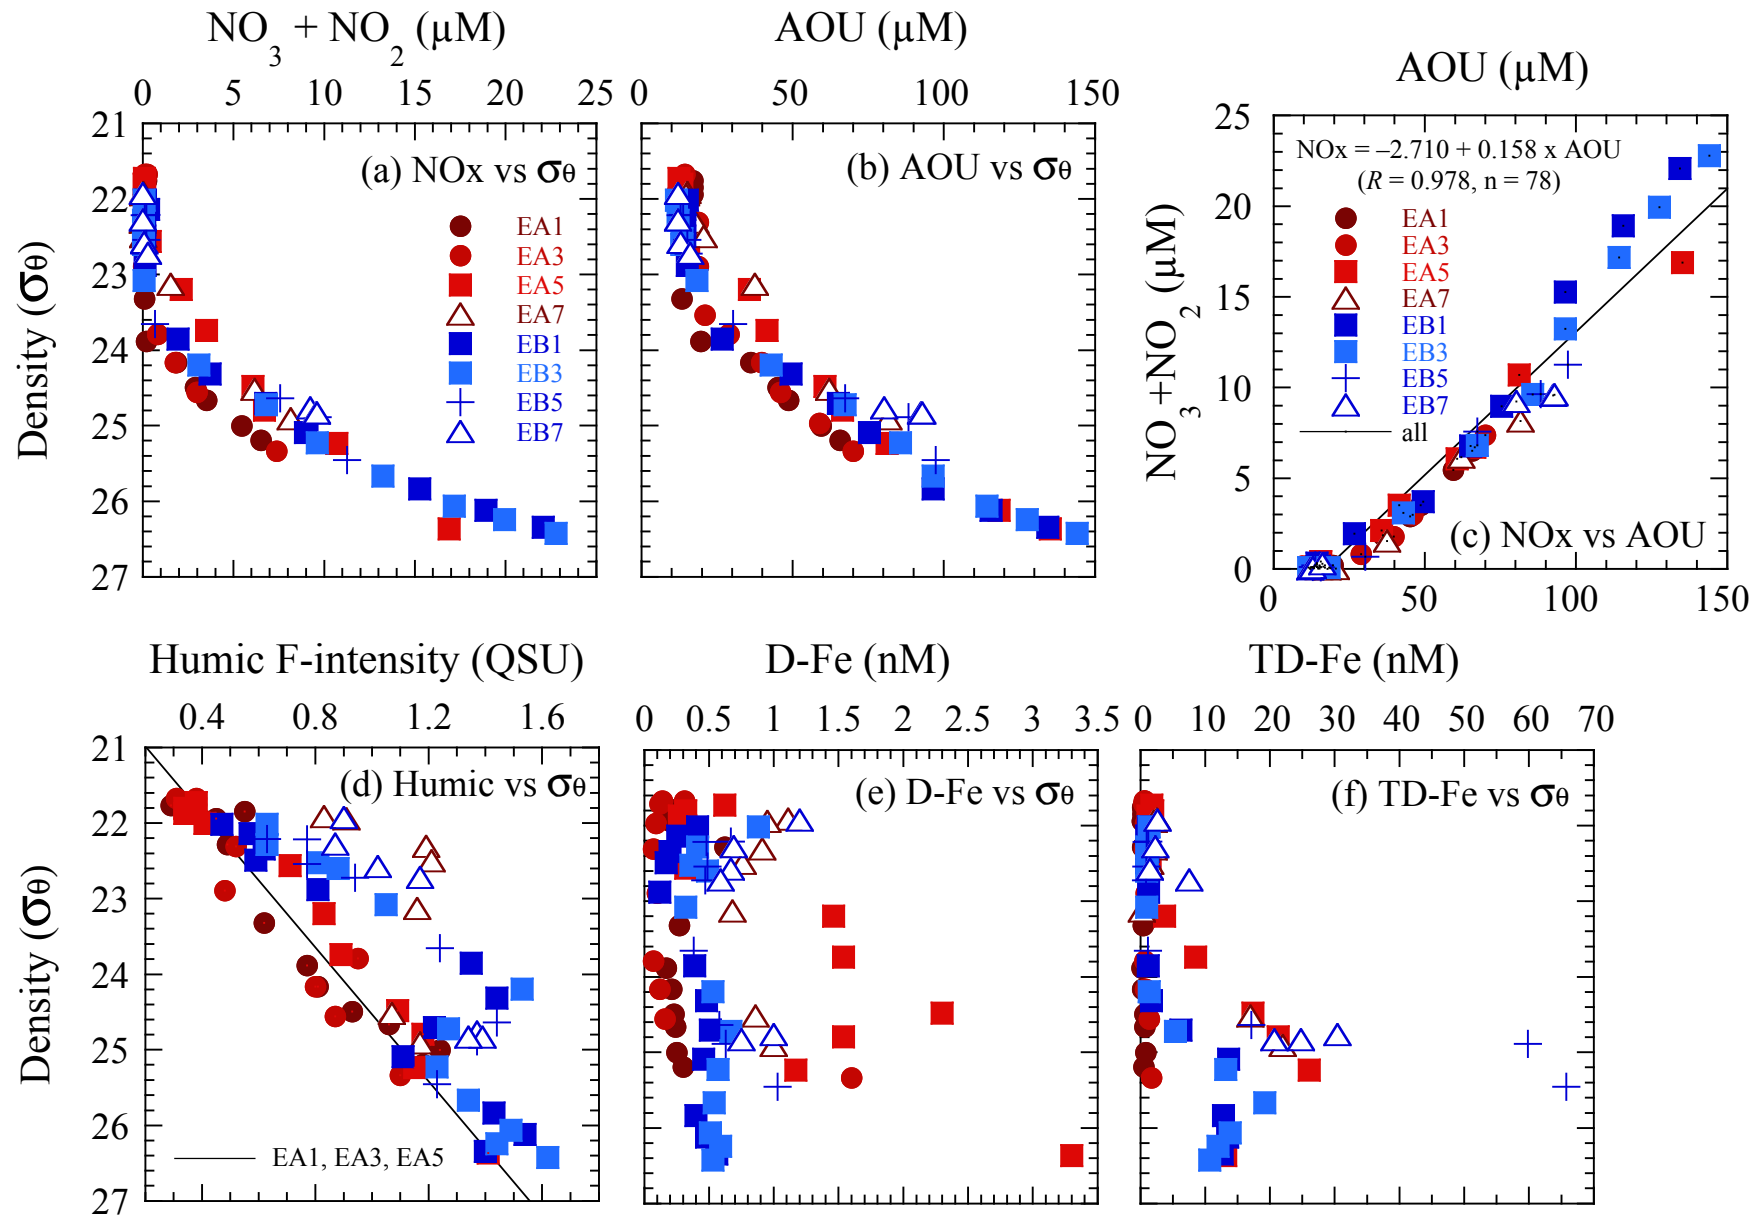 NO3 + NO2 (µM)
0 5 10 15 20 25
21
22
23
24
25
26
27
Density (σθ)
(a) NOx vs σθ
EA1
EA3
EA5
EA7
EB1
EB3
EB5
EB7
AOU (µM)
0 50 100 150
(b) AOU vs σθ
AOU (µM)
25
20
15
10
5
0
NO3+NO2 (µM)
NOx = –2.710 + 0.158 x AOU
(R = 0.978, n = 78)
EA1
EA3
EA5
EA7
EB1
EB3
EB5
EB7
all
(c) NOx vs AOU
0 50 100 150
Humic F-intensity (QSU)
0.4 0.8 1.2 1.6
21
22
23
24
25
26
27
Density (σθ)
(d) Humic vs σθ
EA1, EA3, EA5
D-Fe (nM)
0 0.5 1 1.5 2 2.5 3 3.5
(e) D-Fe vs σθ
TD-Fe (nM)
0 10 20 30 40 50 60 70
(f) TD-Fe vs σθ